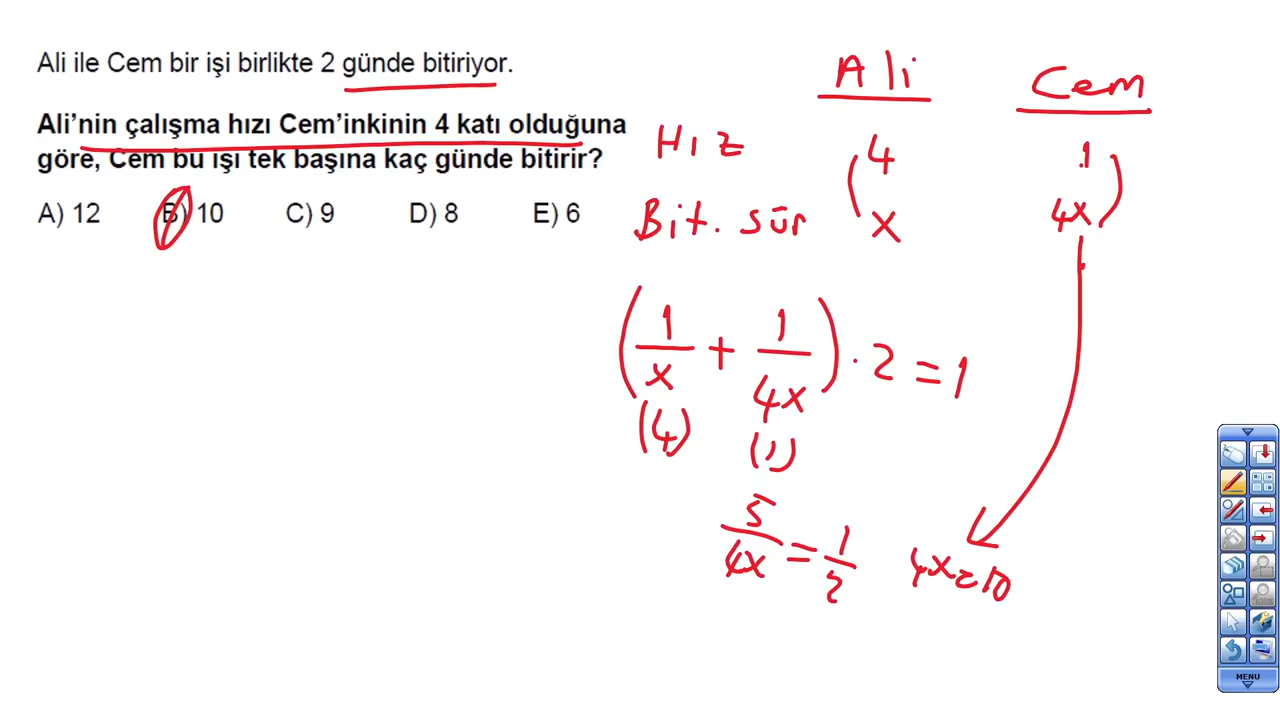 Ali ile Cem bir işi birlikte 2 günde bitiriyor.
Ali'nin çalışma hızı Cem'inkinin 4 katı olduğuna
göre, Cem bu işi tek başına kaç günde bitirir?
A) 12 B) 10 C) 9 D) 8 E) 6
Ali Cem
Hız 4 1
Bit. sür x 4x
(1/x + 1/4x) · 2 = 1
(4) (1)
5/4x = 1/2 4x=10
MENU